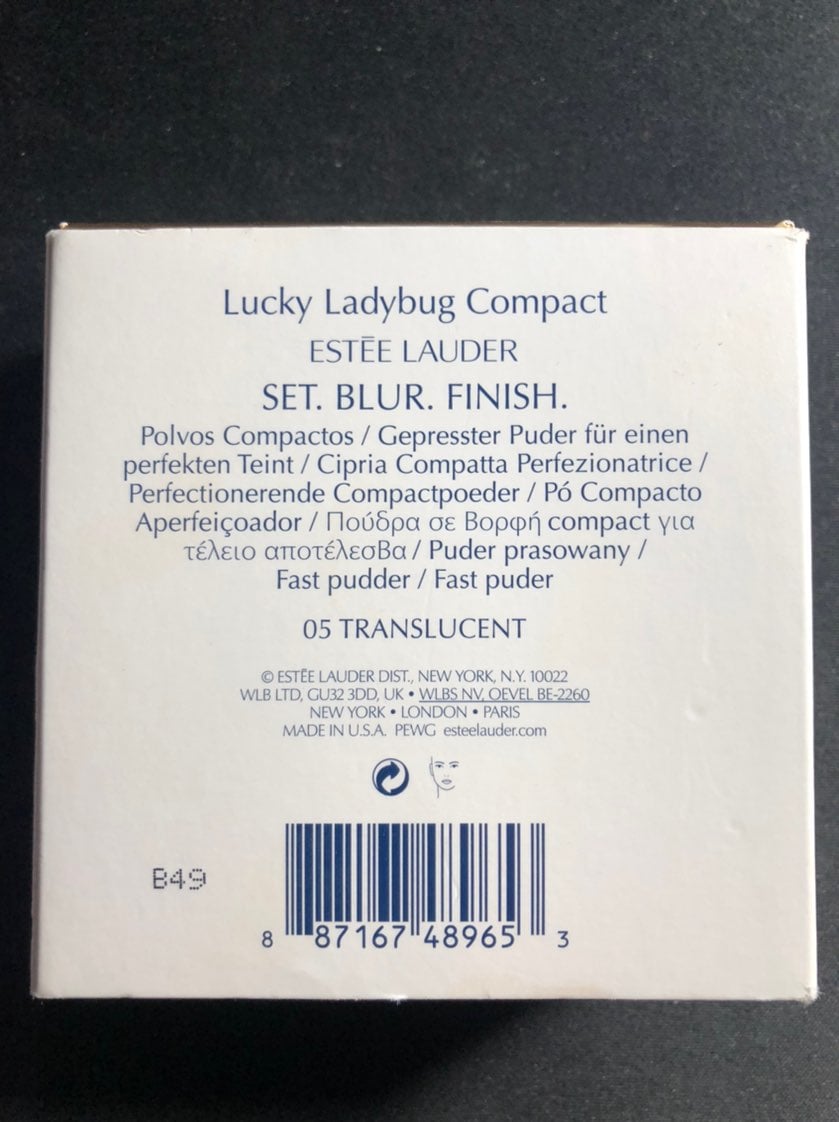 Lucky Ladybug Compact
ESTĒE LAUDER
SET. BLUR. FINISH.
Polvos Compactos / Gepresster Puder für einen
perfekten Teint / Cipria Compatta Perfezionatrice /
Perfectionerende Compactpoeder / Pó Compacto
Aperfeiçoador / Πούδρα σε Βορφή compact για
τέλειο αποτέλεσΒα / Puder prasowany /
Fast pudder / Fast puder
05 TRANSLUCENT
© ESTĒE LAUDER DIST., NEW YORK, N.Y. 10022
WLB LTD, GU32 3DD, UK • WLBS NV, OEVEL BE-2260
NEW YORK • LONDON • PARIS
MADE IN U.S.A. PEWG esteelauder.com
B49
8 87167 48965 3